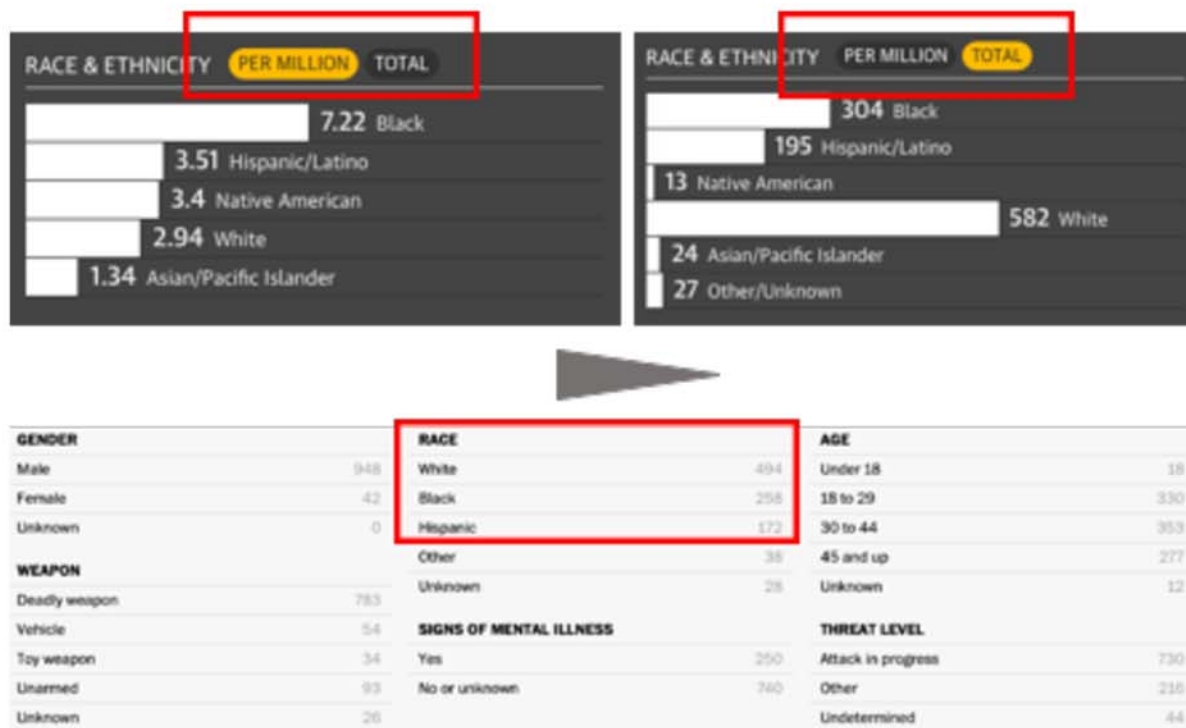 RACE & ETHNICITY PER MILLION TOTAL
7.22 Black
3.51 Hispanic/Latino
3.4 Native American
2.94 White
1.34 Asian/Pacific Islander
RACE & ETHNICITY PER MILLION TOTAL
304 Black
195 Hispanic/Latino
13 Native American
582 White
24 Asian/Pacific Islander
27 Other/Unknown
GENDER
Male 948
Female 42
Unknown 0
WEAPON
Deadly weapon 783
Vehicle 54
Toy weapon 34
Unarmed 93
Unknown 26
RACE
White 494
Black 258
Hispanic 172
Other 38
Unknown 28
SIGNS OF MENTAL ILLNESS
Yes 250
No or unknown 740
AGE
Under 18 18
18 to 29 330
30 to 44 353
45 and up 277
Unknown 12
THREAT LEVEL
Attack in progress 730
Other 216
Undetermined 44